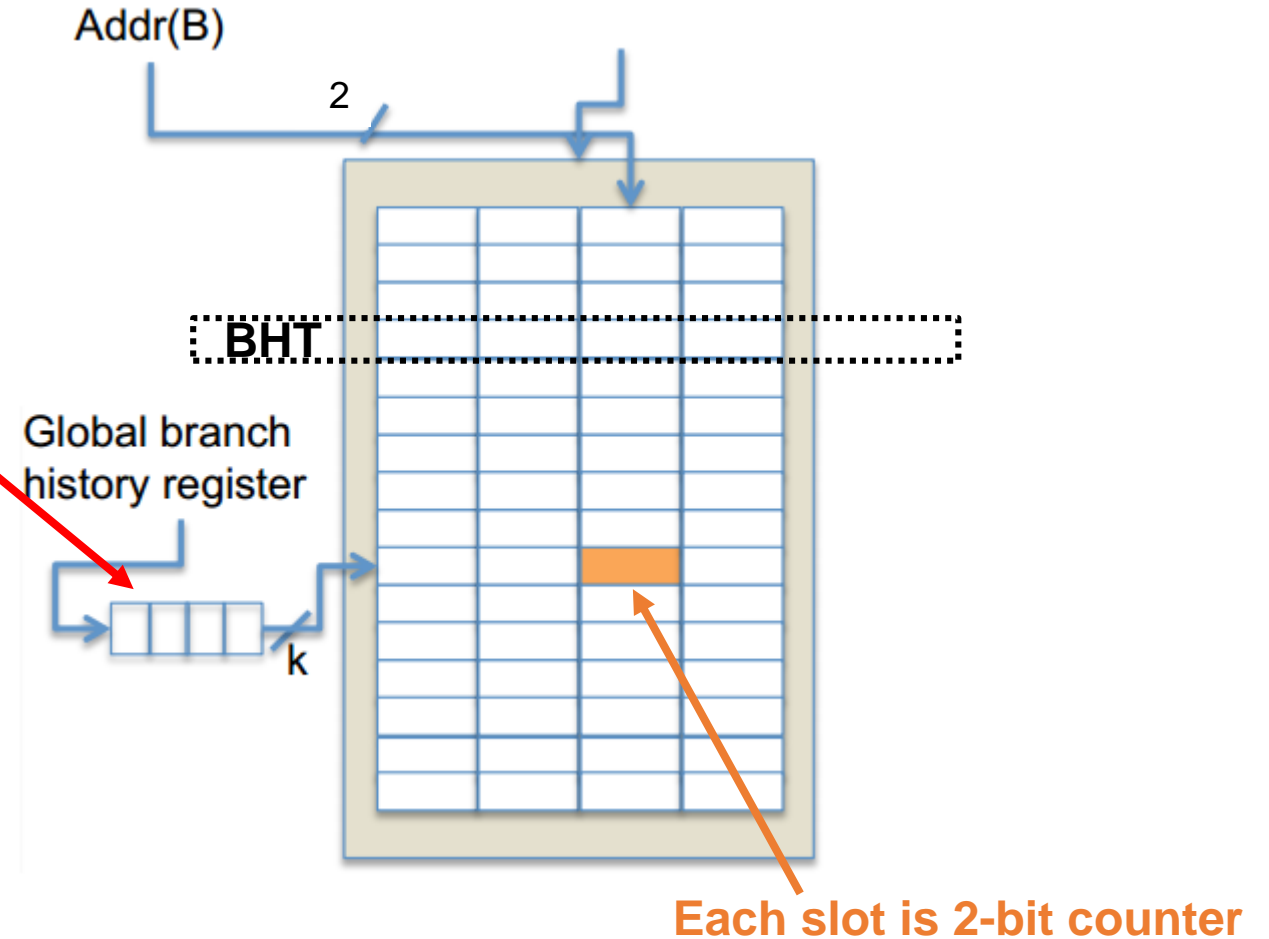 Addr(B)
2
BHT
Global branch
history register
k
Each slot is 2-bit counter